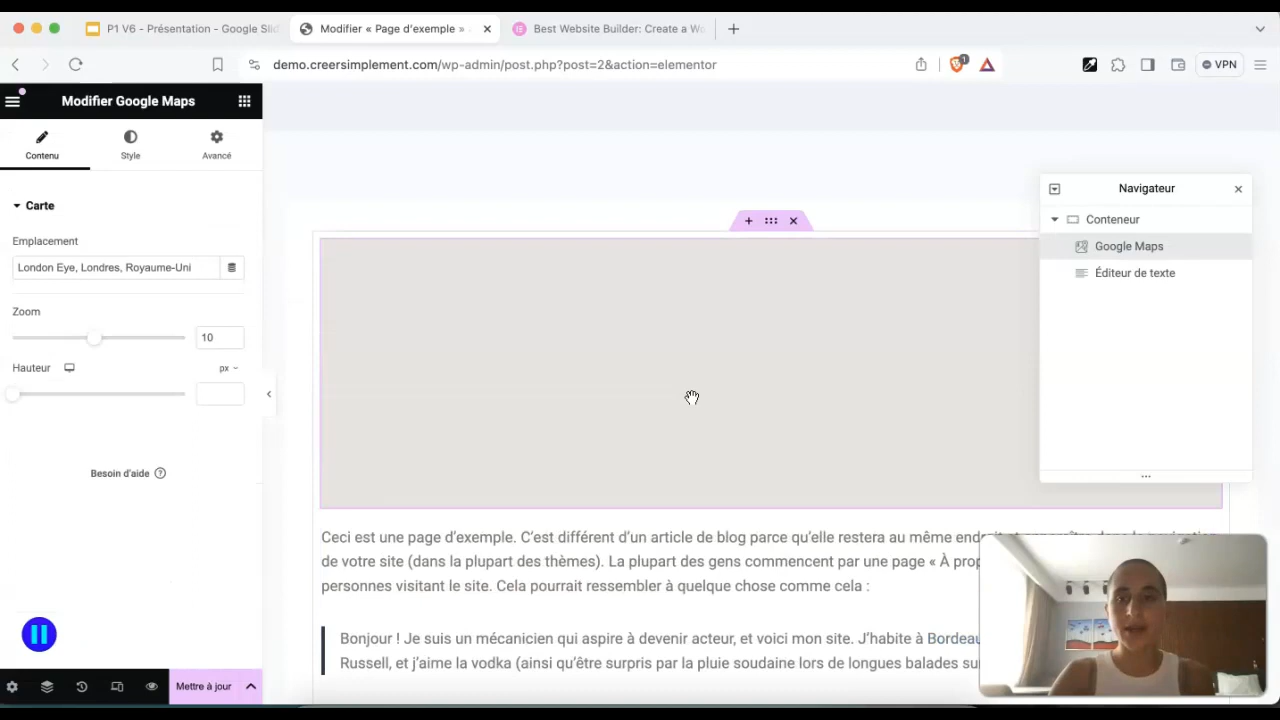 P1 V6 - Présentation - Google Slid
Modifier « Page d'exemple »
Best Website Builder: Create a Wo
demo.creersimplement.com/wp-admin/post.php?post=2&action=elementor
1
VPN
Modifier Google Maps
Contenu
Style
Avancé
Carte
Emplacement
London Eye, Londres, Royaume-Uni
Zoom
10
Hauteur
px
Besoin d'aide
Mettre à jour
Navigateur
Conteneur
Google Maps
Éditeur de texte
Ceci est une page d'exemple. C'est différent d'un article de blog parce qu'elle restera au même
de votre site (dans la plupart des thèmes). La plupart des gens commencent par une page « À
personnes visitant le site. Cela pourrait ressembler à quelque chose comme cela :
Bonjour ! Je suis un mécanicien qui aspire à devenir acteur, et voici mon site. J'habite à Bordeau
Russell, et j'aime la vodka (ainsi qu'être surpris par la pluie soudaine lors de longues balades